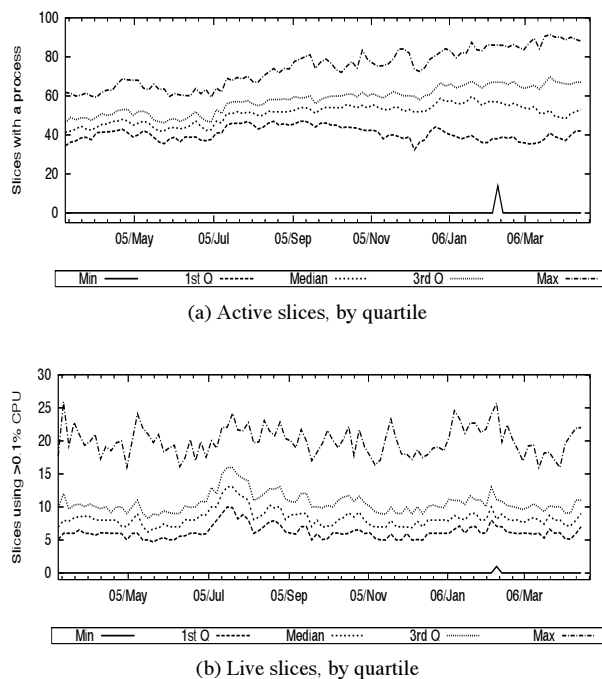 100
80
60
40
20
0
Slices with a process
05/May 05/Jul 05/Sep 05/Nov 06/Jan 06/Mar
Min 1st Q Median 3rd Q Max
(a) Active slices, by quartile
30
25
20
15
10
5
0
Slices using >0.1% CPU
05/May 05/Jul 05/Sep 05/Nov 06/Jan 06/Mar
Min 1st Q Median 3rd Q Max
(b) Live slices, by quartile